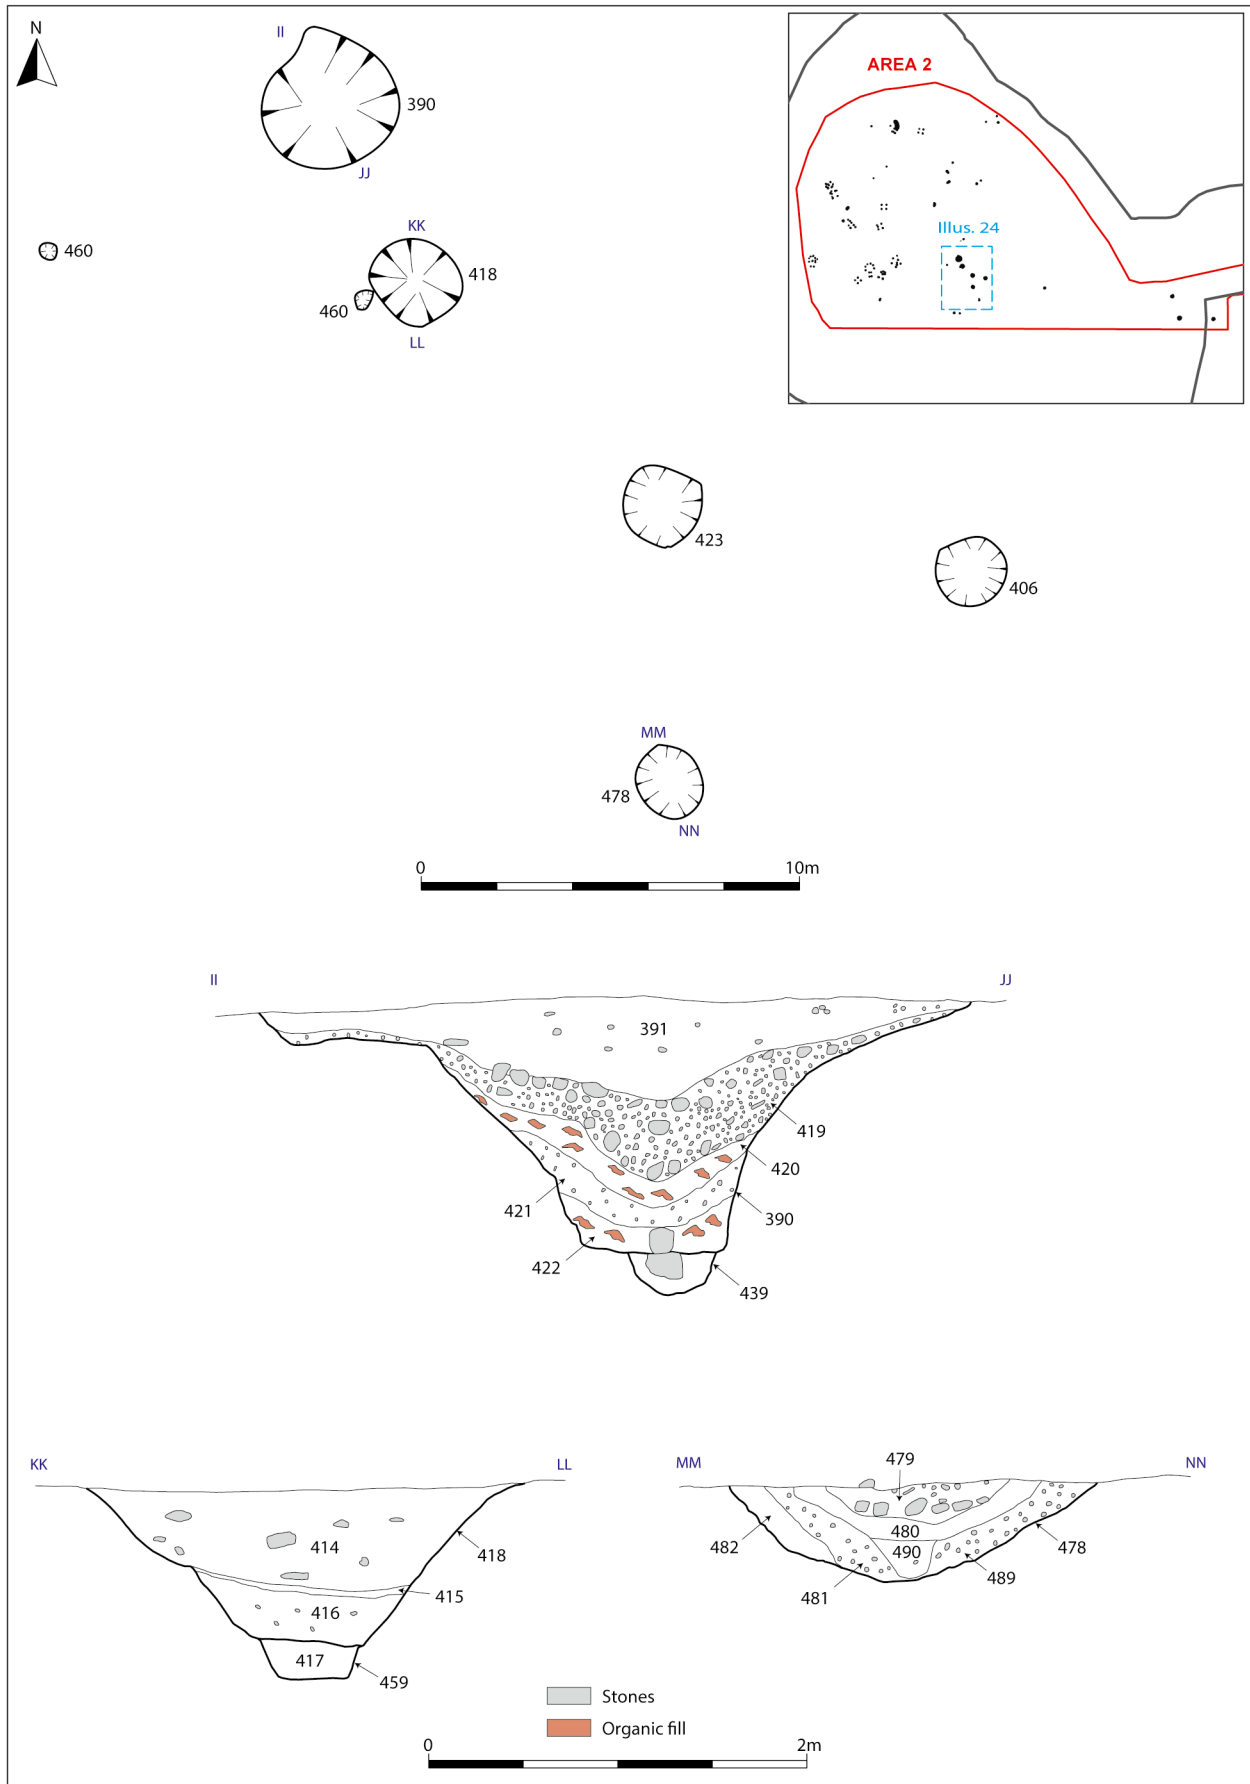 N
II
390
JJ
AREA 2
Illus. 24
460
KK
418
460
LL
423
406
MM
478
NN
0 10m
II JJ
391
419
420
421
390
422
439
KK LL
414
418
415
416
417
459
MM NN
479
480
490
482
478
481
489
Stones
Organic fill
0 2m